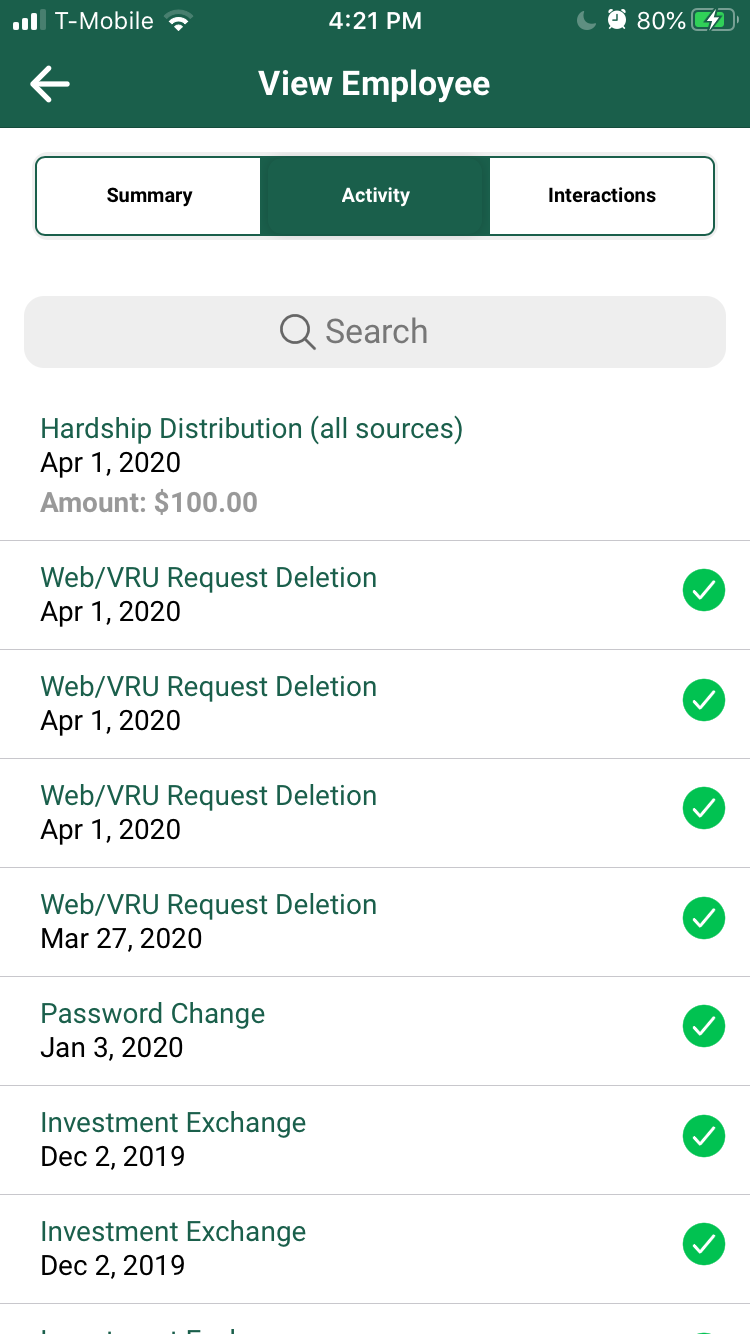 T-Mobile 4:21 PM 80%
View Employee
Summary Activity Interactions
Search
Hardship Distribution (all sources)
Apr 1, 2020
Amount: $100.00
Web/VRU Request Deletion
Apr 1, 2020
Web/VRU Request Deletion
Apr 1, 2020
Web/VRU Request Deletion
Apr 1, 2020
Web/VRU Request Deletion
Mar 27, 2020
Password Change
Jan 3, 2020
Investment Exchange
Dec 2, 2019
Investment Exchange
Dec 2, 2019